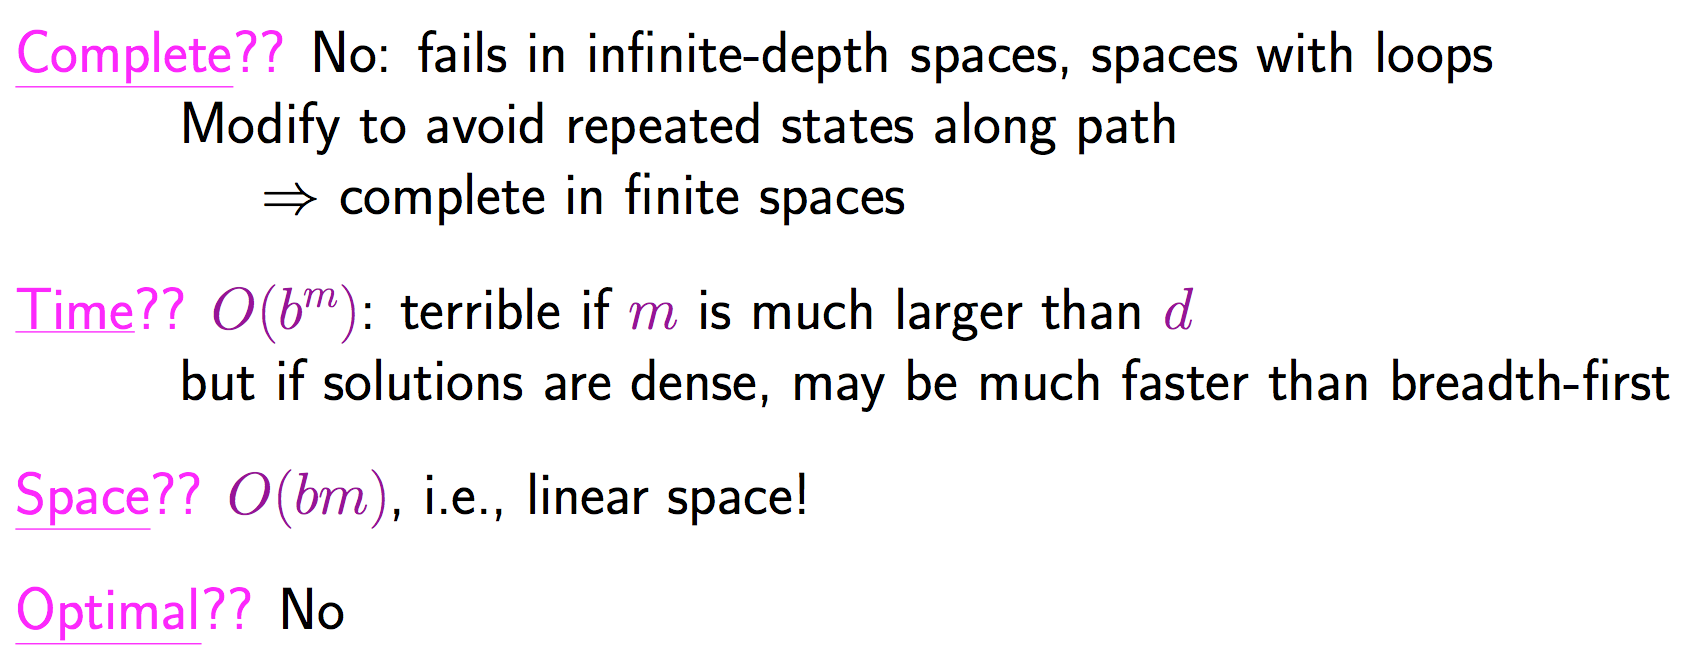 Complete?? No: fails in infinite-depth spaces, spaces with loops
Modify to avoid repeated states along path
⇒ complete in finite spaces
Time?? O(b^m): terrible if m is much larger than d
but if solutions are dense, may be much faster than breadth-first
Space?? O(bm), i.e., linear space!
Optimal?? No